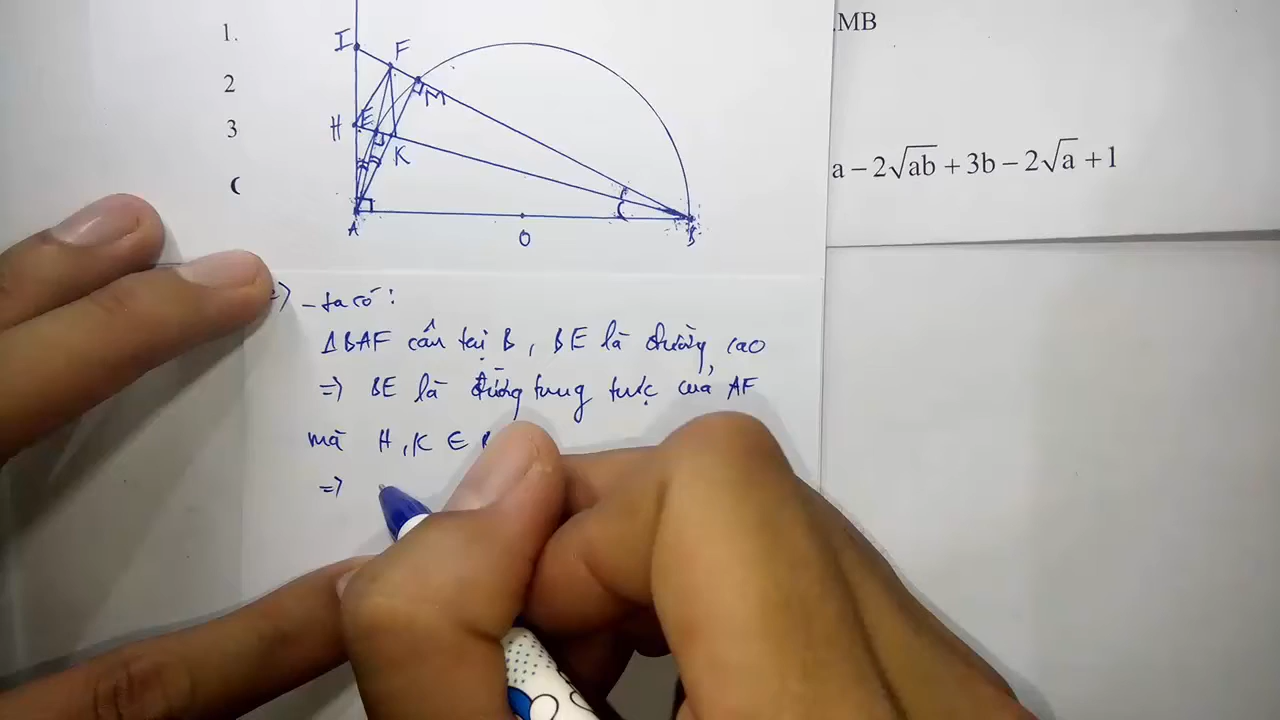 1.
2
3
(
I
F
M
H
E
K
A
O
B
.MB
a − 2√ab + 3b − 2√a + 1
=> - ta có:
ΔBAF cân tại B, BE là đường cao
=> BE là đường trung trực của AF
mà H, K ∈
=>